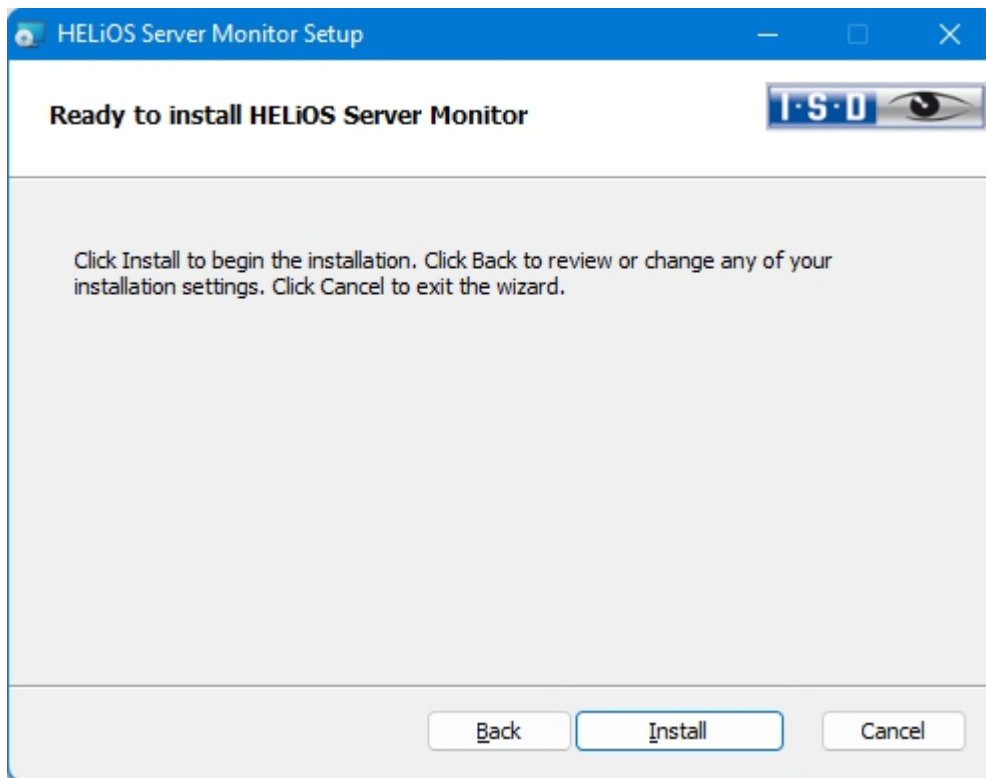 HELiOS Server Monitor Setup
Ready to install HELiOS Server Monitor
I·S·D
Click Install to begin the installation. Click Back to review or change any of your
installation settings. Click Cancel to exit the wizard.
Back
Install
Cancel